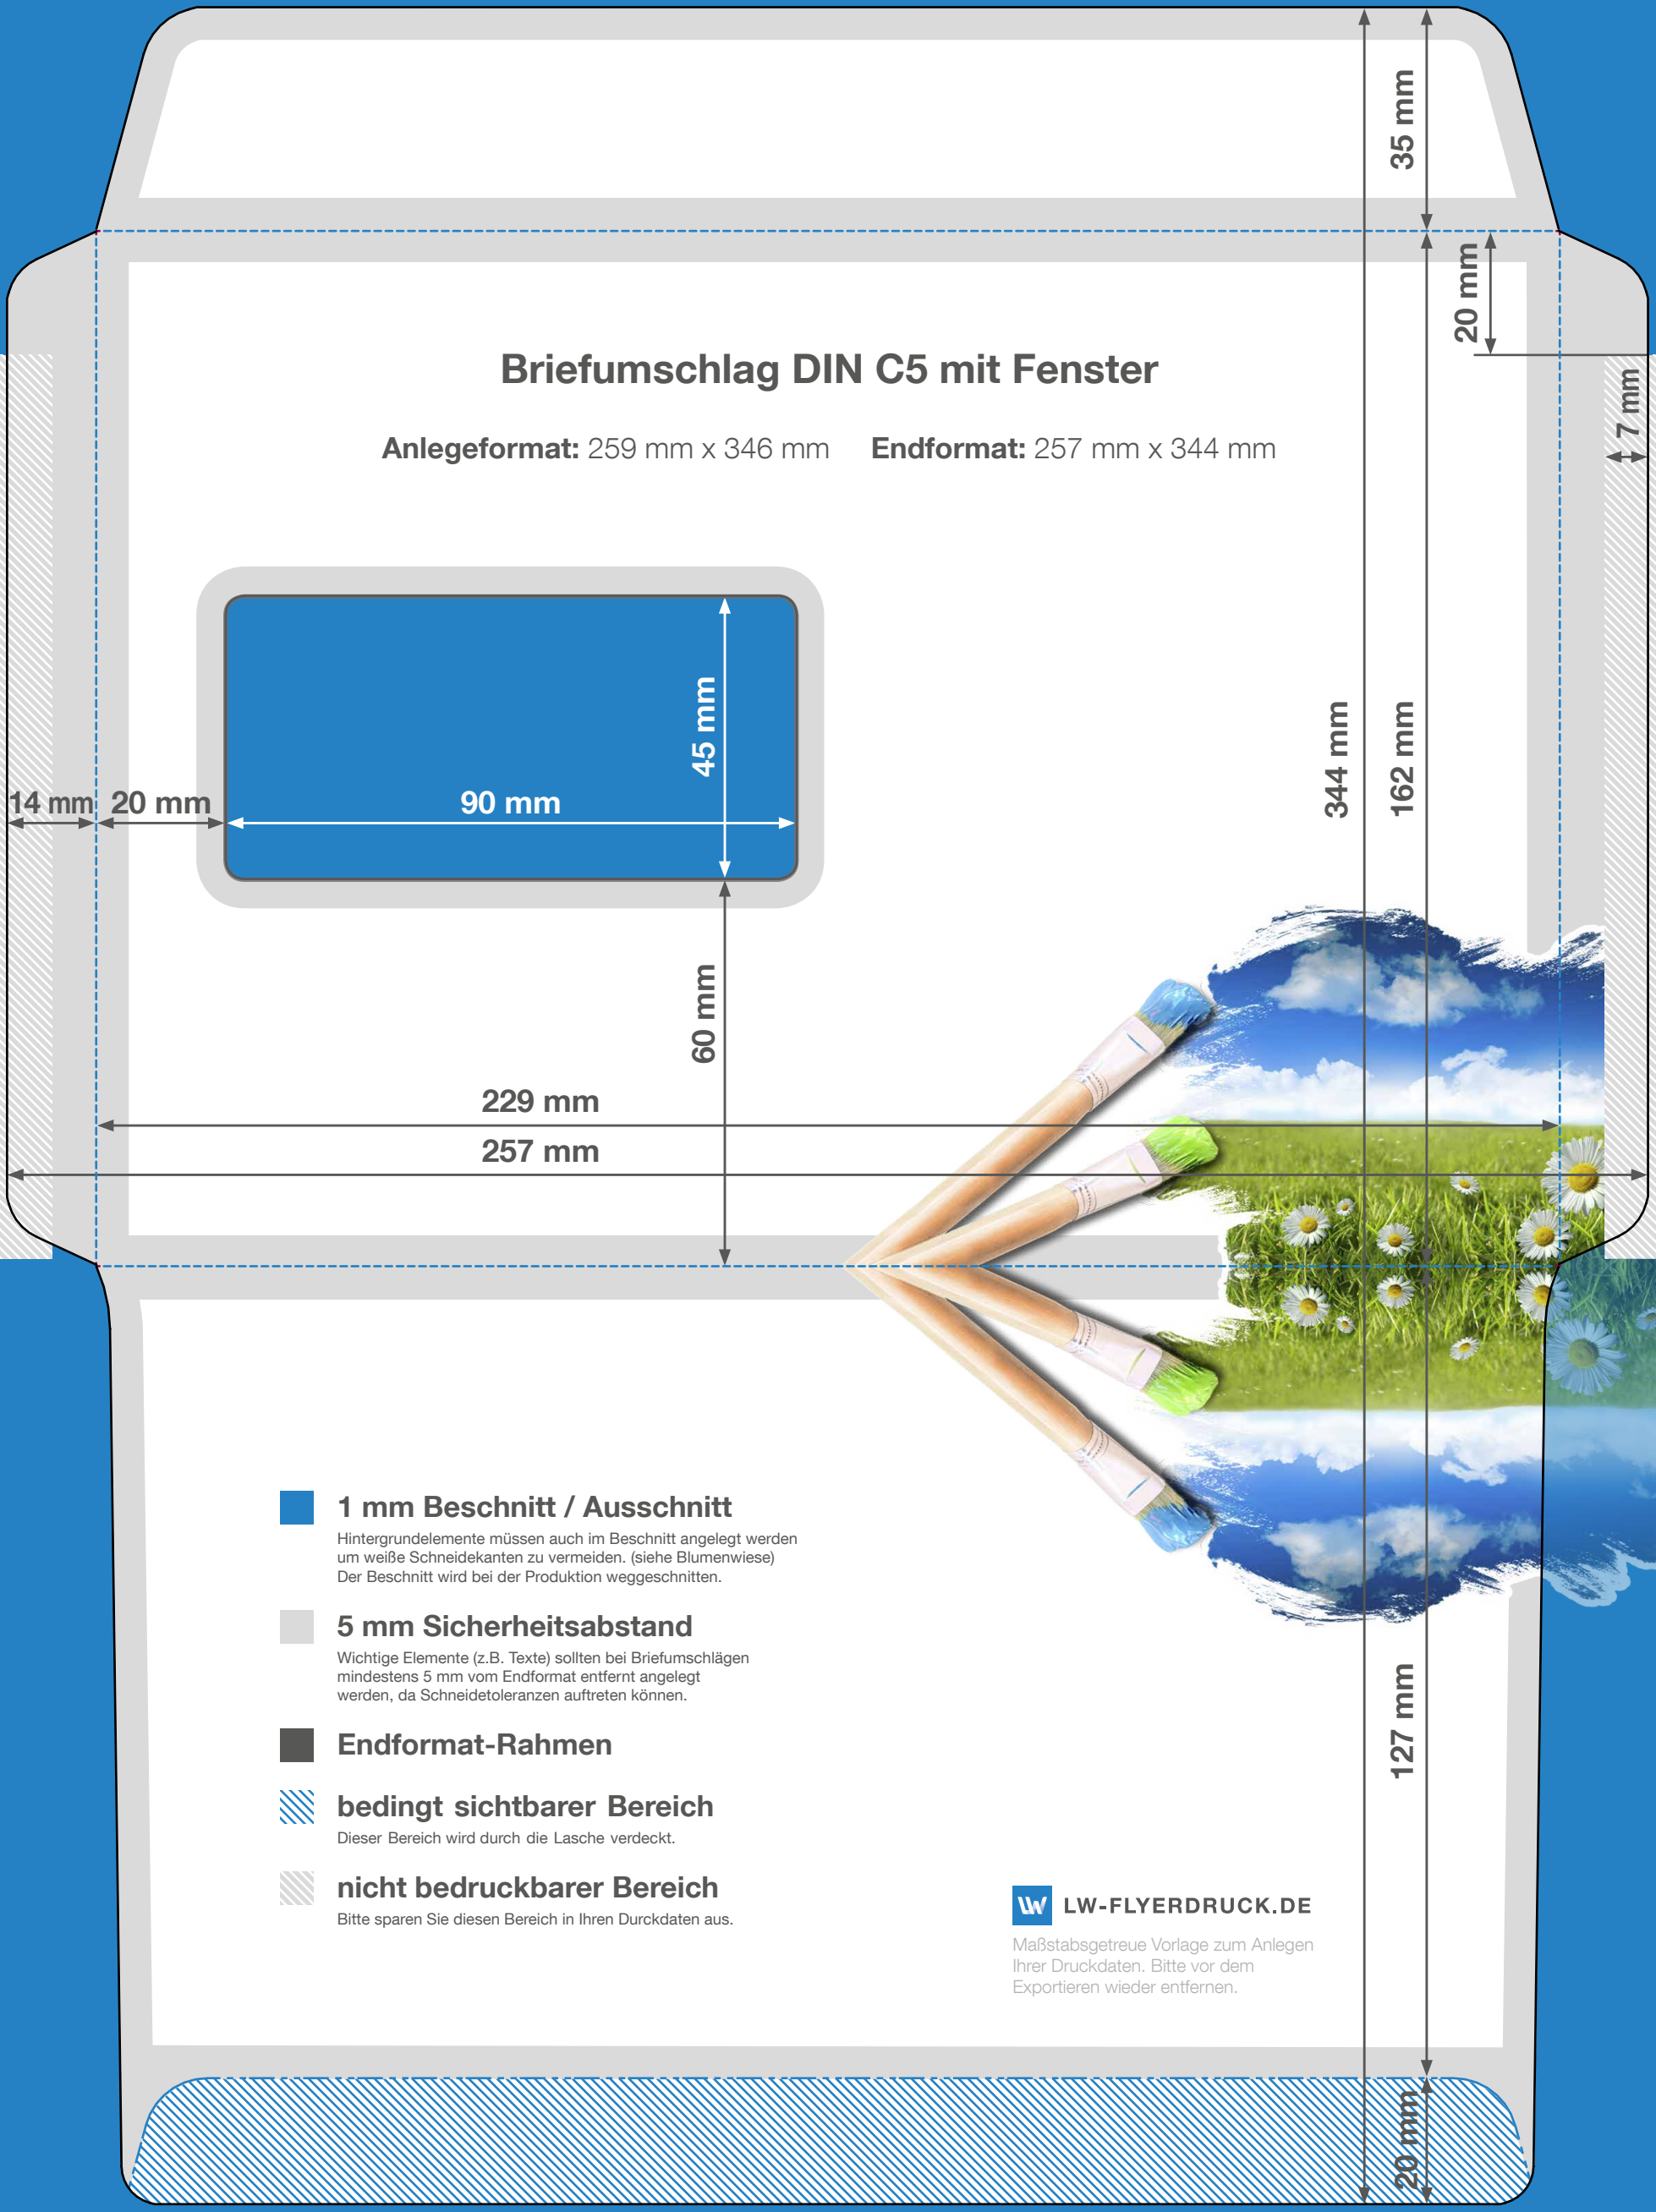 35 mm
20 mm
7 mm
Briefumschlag DIN C5 mit Fenster
Anlegeformat: 259 mm x 346 mm Endformat: 257 mm x 344 mm
45 mm
344 mm
162 mm
14 mm
20 mm
90 mm
60 mm
229 mm
257 mm
1 mm Beschnitt / Ausschnitt
Hintergrundelemente müssen auch im Beschnitt angelegt werden
um weiße Schneidekanten zu vermeiden. (siehe Blumenwiese)
Der Beschnitt wird bei der Produktion weggeschnitten.
5 mm Sicherheitsabstand
Wichtige Elemente (z.B. Texte) sollten bei Briefumschlägen
mindestens 5 mm vom Endformat entfernt angelegt
werden, da Schneidetoleranzen auftreten können.
127 mm
Endformat-Rahmen
bedingt sichtbarer Bereich
Dieser Bereich wird durch die Lasche verdeckt.
nicht bedruckbarer Bereich
Bitte sparen Sie diesen Bereich in Ihren Durckdaten aus.
LW LW-FLYERDRUCK.DE
Maßstabsgetreue Vorlage zum Anlegen
Ihrer Druckdaten. Bitte vor dem
Exportieren wieder entfernen.
20 mm